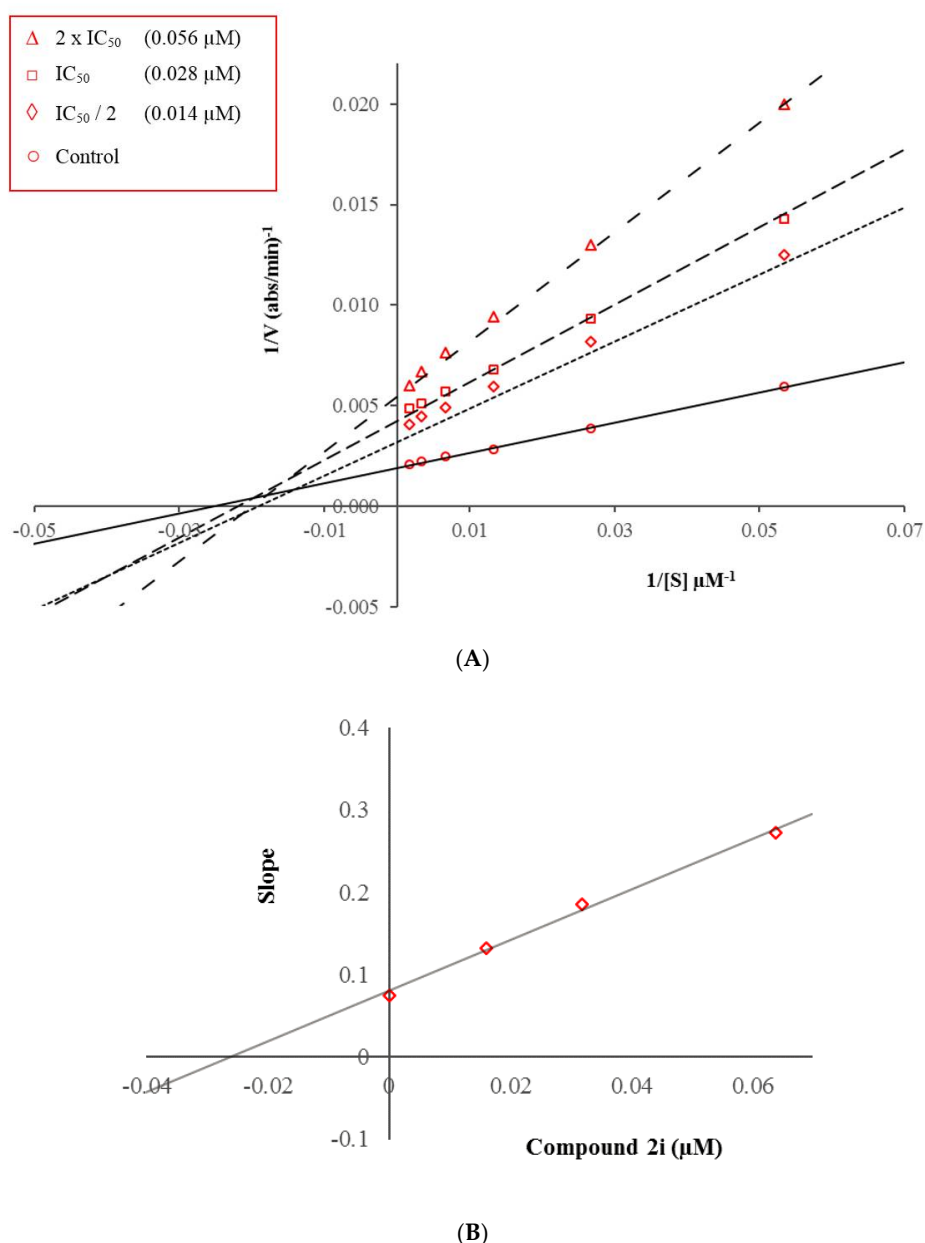 2 x IC50 (0.056 µM)
IC50 (0.028 µM)
IC50 / 2 (0.014 µM)
Control
1/V (abs/min)-1
0.020
0.015
0.010
0.005
0.000
-0.005
-0.05 -0.03 -0.01 0.01 0.03 0.05 0.07
1/[S] µM-1
(A)
Slope
0.4
0.3
0.2
0.1
0
-0.1
-0.04 -0.02 0 0.02 0.04 0.06
Compound 2i (µM)
(B)